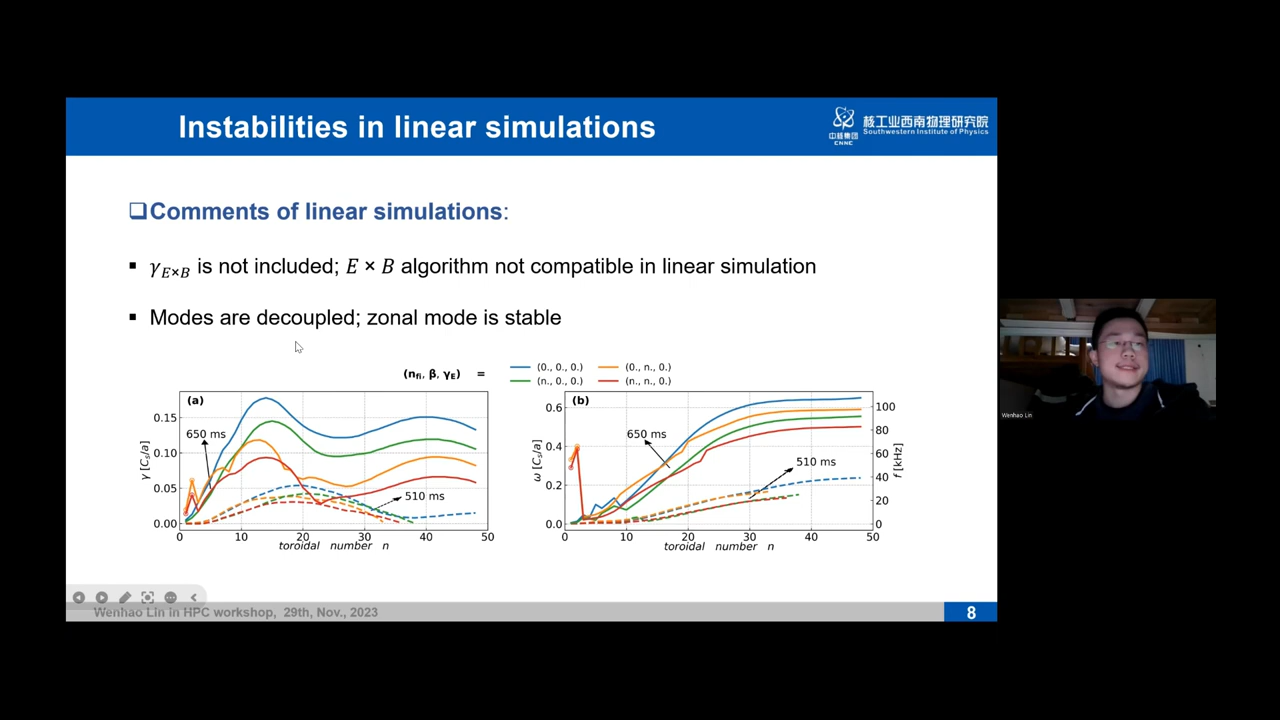 Instabilities in linear simulations
中核集团
CNNC
核工业西南物理研究院
Southwestern Institute of Physics
❑Comments of linear simulations:
▪ γE×B is not included; E × B algorithm not compatible in linear simulation
▪ Modes are decoupled; zonal mode is stable
(nfi, β, γE) =
(0., 0., 0.) (0., n., 0.)
(n., 0., 0.) (n., n., 0.)
(a)
650 ms
510 ms
γ [Cs/a]
0.15
0.10
0.05
0.00
0 10 20 30 40 50
toroidal number n
(b)
650 ms
510 ms
ω [Cs/a]
0.6
0.4
0.2
0.0
100
80
60
40
20
0
f [kHz]
0 10 20 30 40 50
toroidal number n
Wenhao Lin in HPC workshop, 29th, Nov., 2023
8
Wenhao Lin